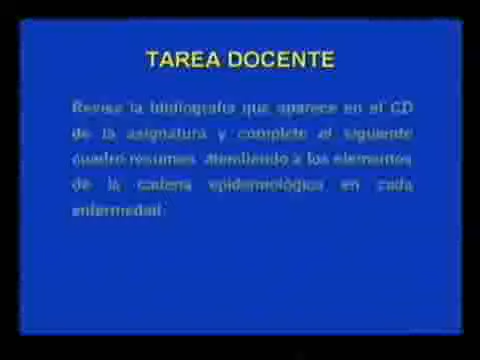 TAREA DOCENTE
Revise la bibliografía que aparece en el CD
de la asignatura y complete el siguiente
cuadro resumen atendiendo a los elementos
de la cadena epidemiológica en cada
enfermedad.